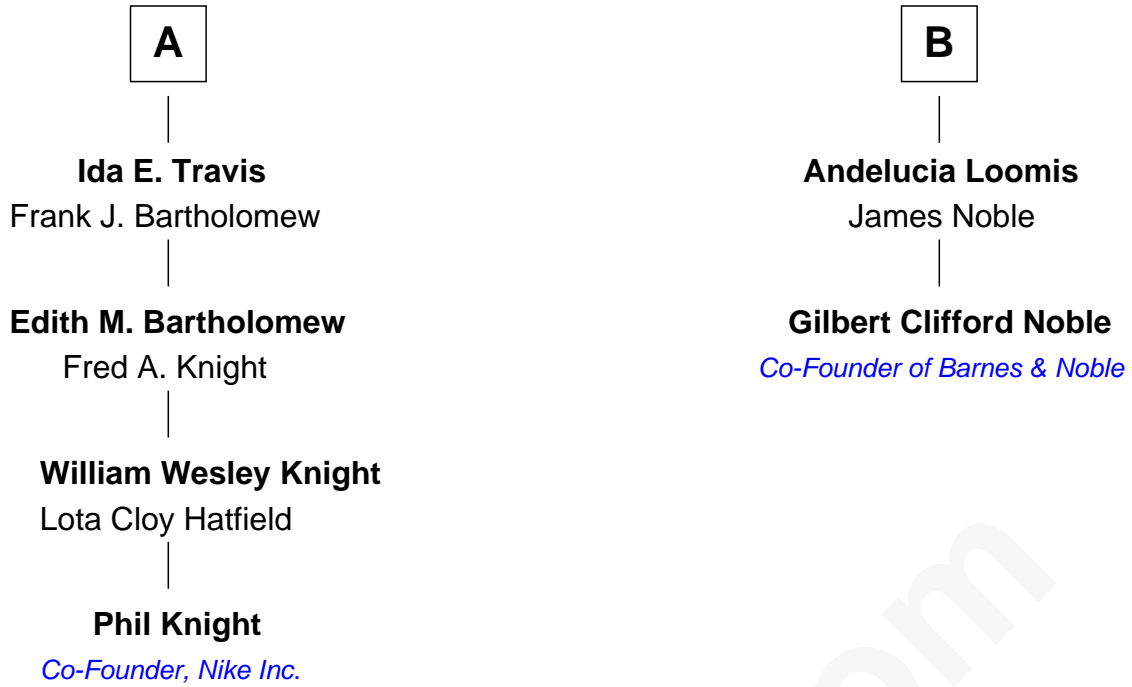 A
Ida E. Travis
Frank J. Bartholomew
Edith M. Bartholomew
Fred A. Knight
William Wesley Knight
Lota Cloy Hatfield
Phil Knight
Co-Founder, Nike Inc.
B
Andelucia Loomis
James Noble
Gilbert Clifford Noble
Co-Founder of Barnes & Noble
om